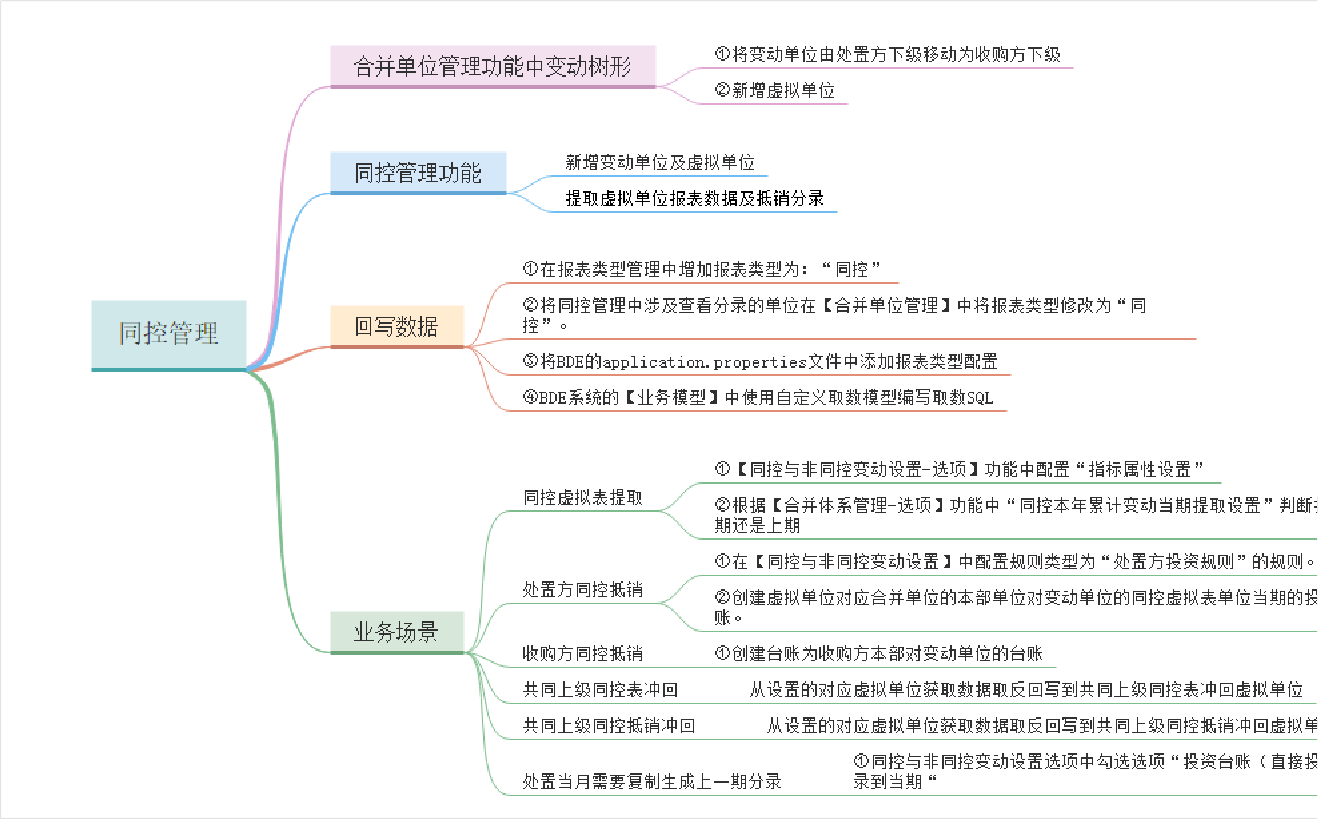 合并单位管理功能中变动树形
①将变动单位由处置方下级移动为收购方下级
②新增虚拟单位
同控管理功能
新增变动单位及虚拟单位
提取虚拟单位报表数据及抵销分录
同控管理
回写数据
①在报表类型管理中增加报表类型为：“同控”
②将同控管理中涉及查看分录的单位在【合并单位管理】中将报表类型修改为“同
控”。
③将BDE的application.properties文件中添加报表类型配置
④BDE系统的【业务模型】中使用自定义取数模型编写取数SQL
业务场景
同控虚拟表提取
①【同控与非同控变动设置-选项】功能中配置“指标属性设置”
②根据【合并体系管理-选项】功能中“同控本年累计变动当期提取设置”判断
期还是上期
处置方同控抵销
①在【同控与非同控变动设置】中配置规则类型为“处置方投资规则”的规则。
②创建虚拟单位对应合并单位的本部单位对变动单位的同控虚拟表单位当期的投
账。
收购方同控抵销
①创建台账为收购方本部对变动单位的台账
共同上级同控表冲回
从设置的对应虚拟单位获取数据取反回写到共同上级同控表冲回虚拟单位
共同上级同控抵销冲回
从设置的对应虚拟单位获取数据取反回写到共同上级同控抵销冲回虚拟单
处置当月需要复制生成上一期分录
①同控与非同控变动设置选项中勾选选项“投资台账（直接投
录到当期“